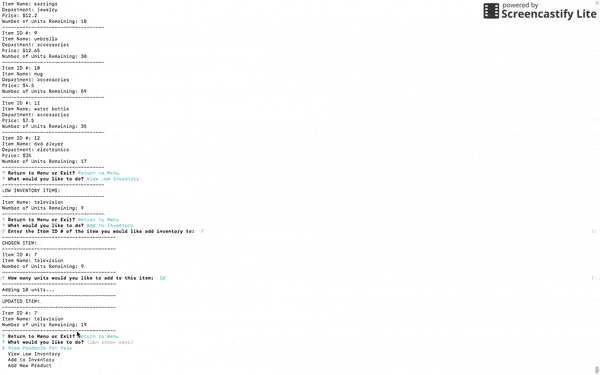 powered by
Screencastify Lite
Item Name: earrings
Department: jewelry
Price: $12.2
Number of Units Remaining: 18
Item ID #: 9
Item Name: umbrella
Department: accessories
Price: $12.65
Number of Units Remaining: 38
Item ID #: 10
Item Name: mug
Department: accessories
Price: $4.5
Number of Units Remaining: 59
Item ID #: 11
Item Name: water bottle
Department: accessories
Price: $7.5
Number of Units Remaining: 35
Item ID #: 12
Item Name: dvd player
Department: electronics
Price: $35
Number of Units Remaining: 17
? Return to Menu or Exit? Return to Menu
? What would you like to do? View Low Inventory
LOW INVENTORY ITEMS:
Item Name: television
Number of Units Remaining: 9
? Return to Menu or Exit? Return to Menu
? What would you like to do? Add to Inventory
? Enter the Item ID # of the item you would like add inventory to: 7
CHOSEN ITEM:
Item ID #: 7
Item Name: television
Number of Units Remaining: 9
? How many units would you like to add to this item: 10
Adding 10 units...
UPDATED ITEM:
Item ID #: 7
Item Name: television
Number of Units Remaining: 19
? Return to Menu or Exit? Return to Menu
? What would you like to do? (Use arrow keys)
❯ View Products for Sale
View Low Inventory
Add to Inventory
Add New Product